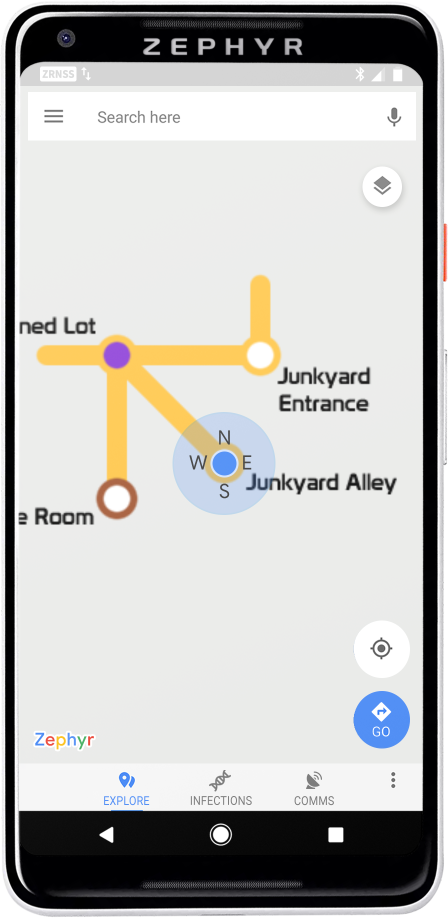 ZEPHYR
ZRNSS
Search here
ned Lot
Junkyard
Entrance
N
W E
S
Junkyard Alley
e Room
GO
Zephyr
EXPLORE INFECTIONS COMMS